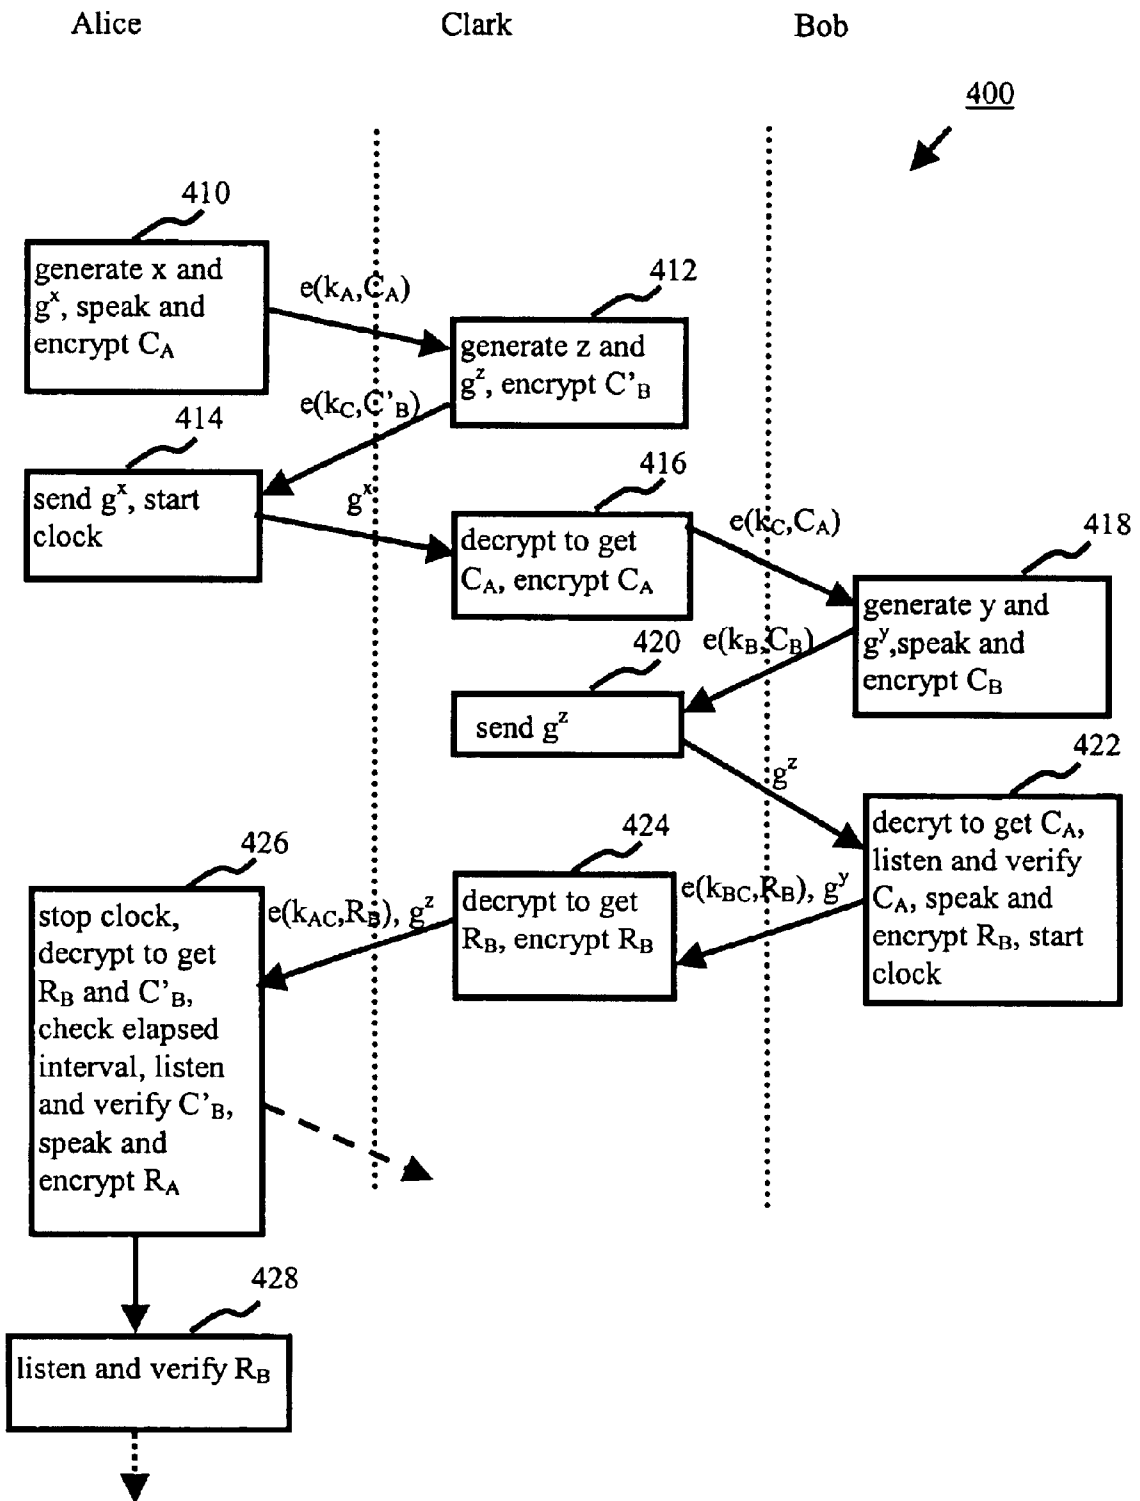 Alice
Clark
Bob
400
410
generate x and
g^x, speak and
encrypt C_A
e(k_A,C_A)
412
generate z and
g^z, encrypt C'_B
e(k_C,C'_B)
414
send g^x, start
clock
g^x
416
decrypt to get
C_A, encrypt C_A
e(k_C,C_A)
418
generate y and
g^y,speak and
encrypt C_B
e(k_B,C_B)
420
send g^z
g^z
422
decryt to get C_A,
listen and verify
C_A, speak and
encrypt R_B, start
clock
e(k_BC,R_B), g^y
424
decrypt to get
R_B, encrypt R_B
e(k_AC,R_B), g^z
426
stop clock,
decrypt to get
R_B and C'_B,
check elapsed
interval, listen
and verify C'_B,
speak and
encrypt R_A
428
listen and verify R_B